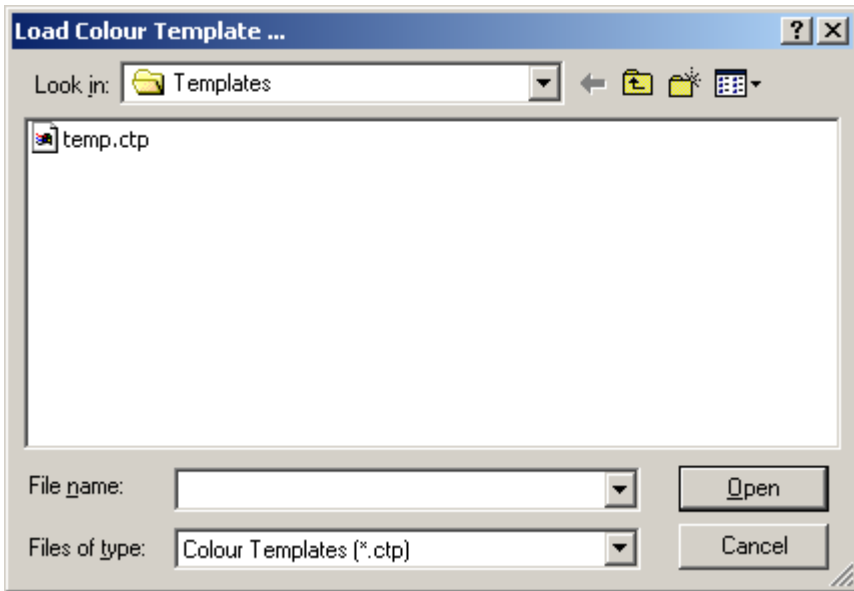 Load Colour Template ...
Look in: Templates
temp.ctp
File name: Open
Files of type: Colour Templates (*.ctp) Cancel